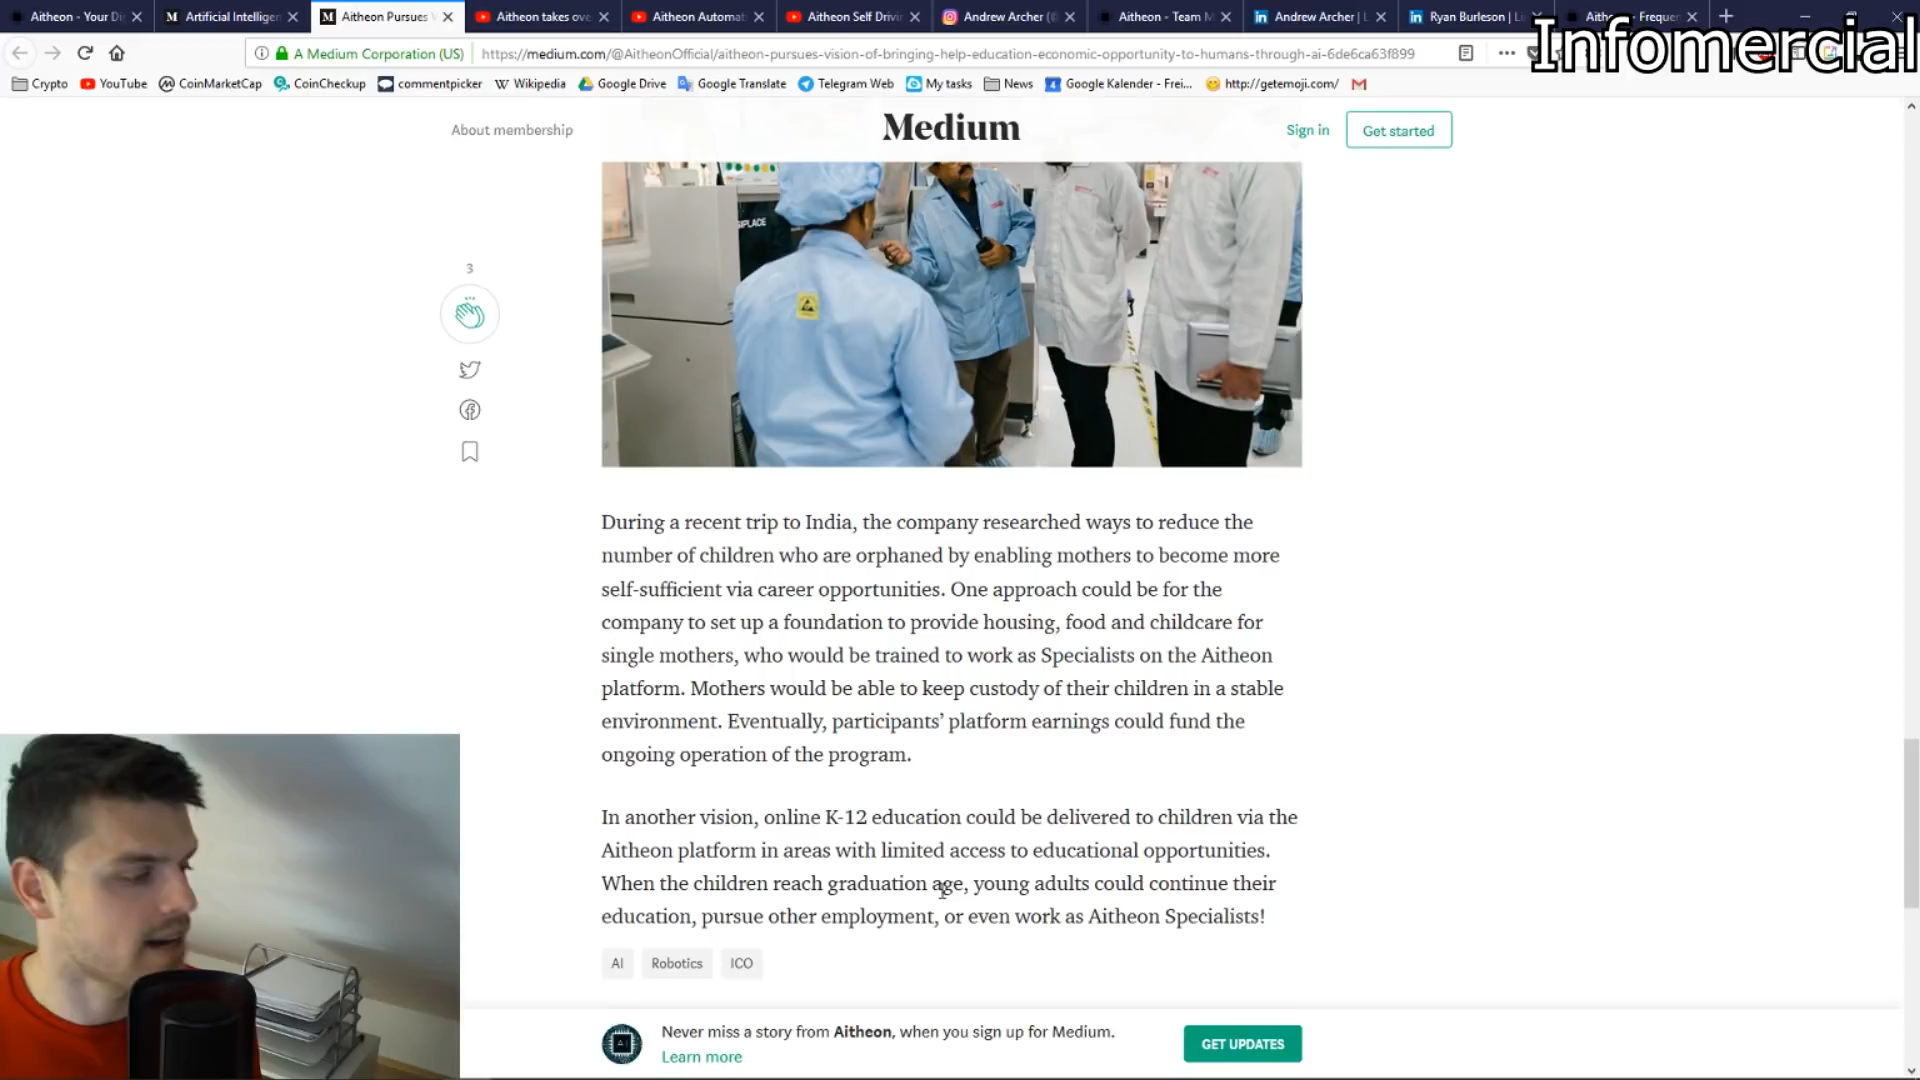 Aitheon - Your Di
Artificial Intelligen
Aitheon Pursues V
Aitheon takes ove
Aitheon Automat
Aitheon Self Drivi
Andrew Archer (@
Aitheon - Team M
Andrew Archer | L
Ryan Burleson | Li
Frequen
Infomercial
A Medium Corporation (US)
https://medium.com/@AitheonOfficial/aitheon-pursues-vision-of-bringing-help-education-economic-opportunity-to-humans-through-ai-6de6ca63f899
Crypto
YouTube
CoinMarketCap
CoinCheckup
commentpicker
Wikipedia
Google Drive
Google Translate
Telegram Web
My tasks
News
Google Kalender - Frei...
http://getemoji.com/
About membership
Medium
Sign in
Get started
SIPLACE
3
During a recent trip to India, the company researched ways to reduce the
number of children who are orphaned by enabling mothers to become more
self-sufficient via career opportunities. One approach could be for the
company to set up a foundation to provide housing, food and childcare for
single mothers, who would be trained to work as Specialists on the Aitheon
platform. Mothers would be able to keep custody of their children in a stable
environment. Eventually, participants’ platform earnings could fund the
ongoing operation of the program.
In another vision, online K-12 education could be delivered to children via the
Aitheon platform in areas with limited access to educational opportunities.
When the children reach graduation age, young adults could continue their
education, pursue other employment, or even work as Aitheon Specialists!
AI
Robotics
ICO
Never miss a story from Aitheon, when you sign up for Medium.
Learn more
GET UPDATES